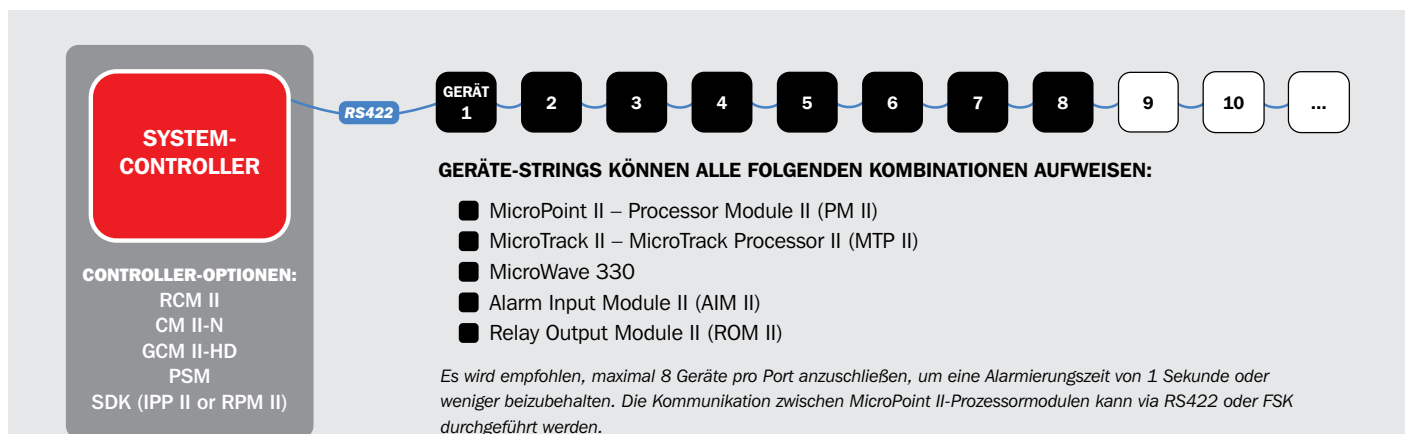 SYSTEM-
CONTROLLER
CONTROLLER-OPTIONEN:
RCM II
CM II-N
GCM II-HD
PSM
SDK (IPP II or RPM II)
RS422
GERÄT
1
2
3
4
5
6
7
8
9
10
...
GERÄTE-STRINGS KÖNNEN ALLE FOLGENDEN KOMBINATIONEN AUFWEISEN:
MicroPoint II – Processor Module II (PM II)
MicroTrack II – MicroTrack Processor II (MTP II)
MicroWave 330
Alarm Input Module II (AIM II)
Relay Output Module II (ROM II)
Es wird empfohlen, maximal 8 Geräte pro Port anzuschließen, um eine Alarmierungszeit von 1 Sekunde oder
weniger beizubehalten. Die Kommunikation zwischen MicroPoint II-Prozessormodulen kann via RS422 oder FSK
durchgeführt werden.